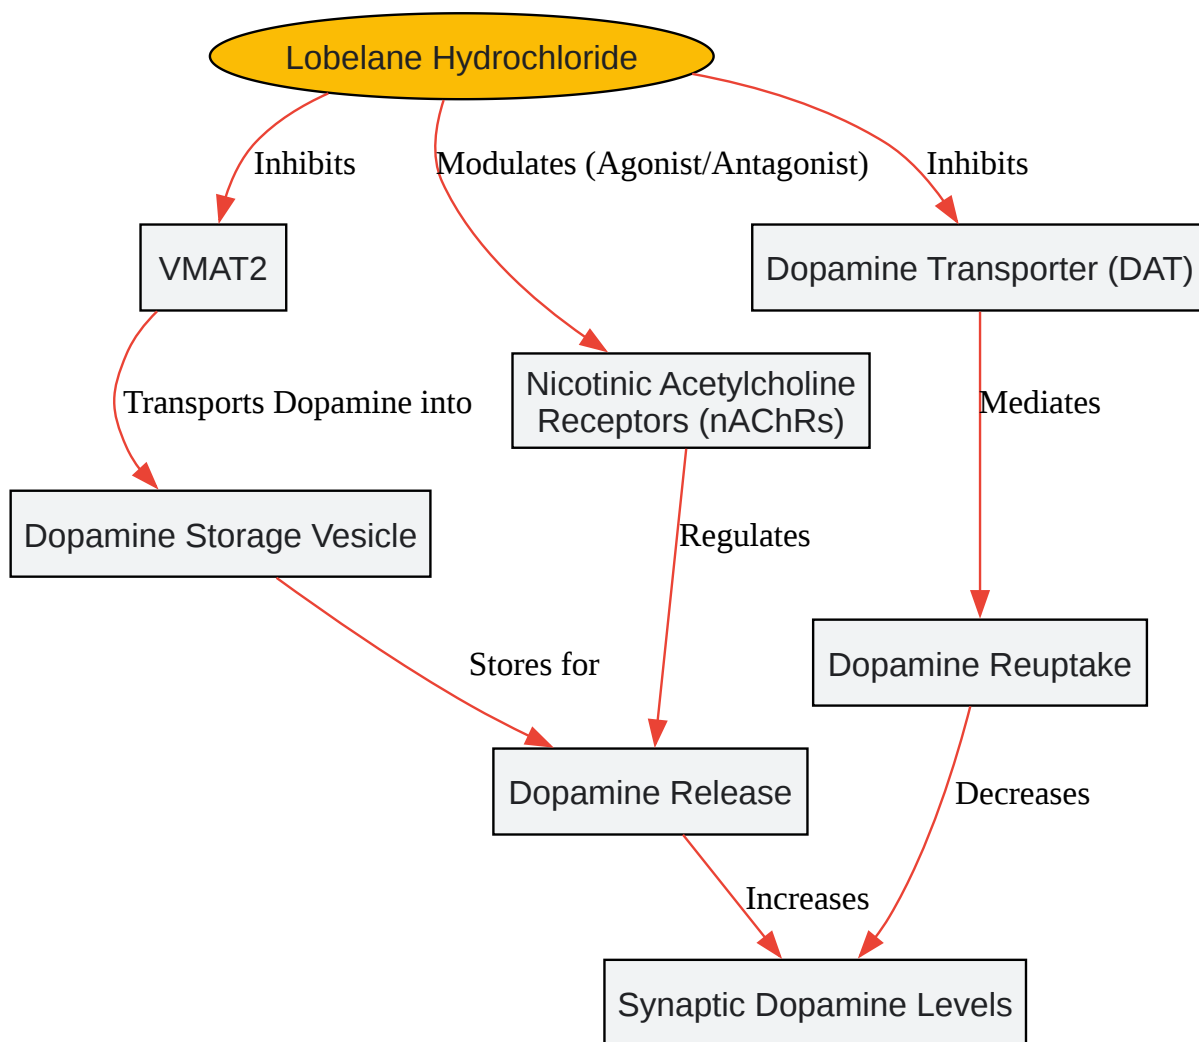 Lobelane Hydrochloride
Inhibits
Modulates (Agonist/Antagonist)
Inhibits
VMAT2
Dopamine Transporter (DAT)
Nicotinic Acetylcholine
Receptors (nAChRs)
Transports Dopamine into
Mediates
Dopamine Storage Vesicle
Regulates
Stores for
Dopamine Reuptake
Dopamine Release
Decreases
Increases
Synaptic Dopamine Levels